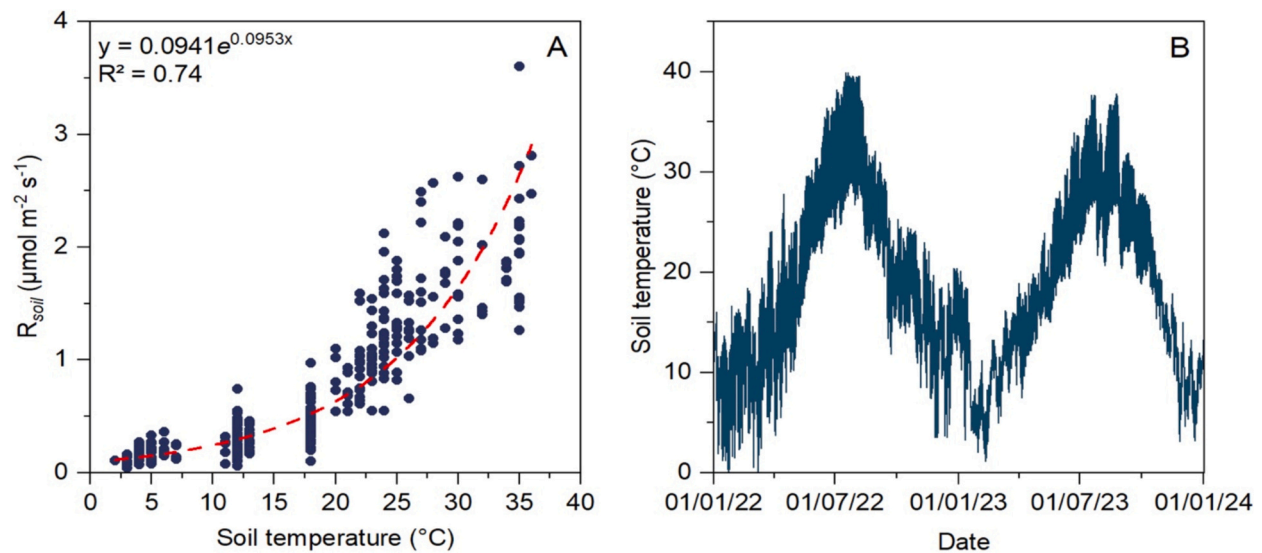 y = 0.0941e^0.0953x
R² = 0.74
A
4
3
2
1
0
R_soil (µmol m⁻² s⁻¹)
0 5 10 15 20 25 30 35 40
Soil temperature (°C)
B
40
30
20
10
0
Soil temperature (°C)
01/01/22 01/07/22 01/01/23 01/07/23 01/01/24
Date